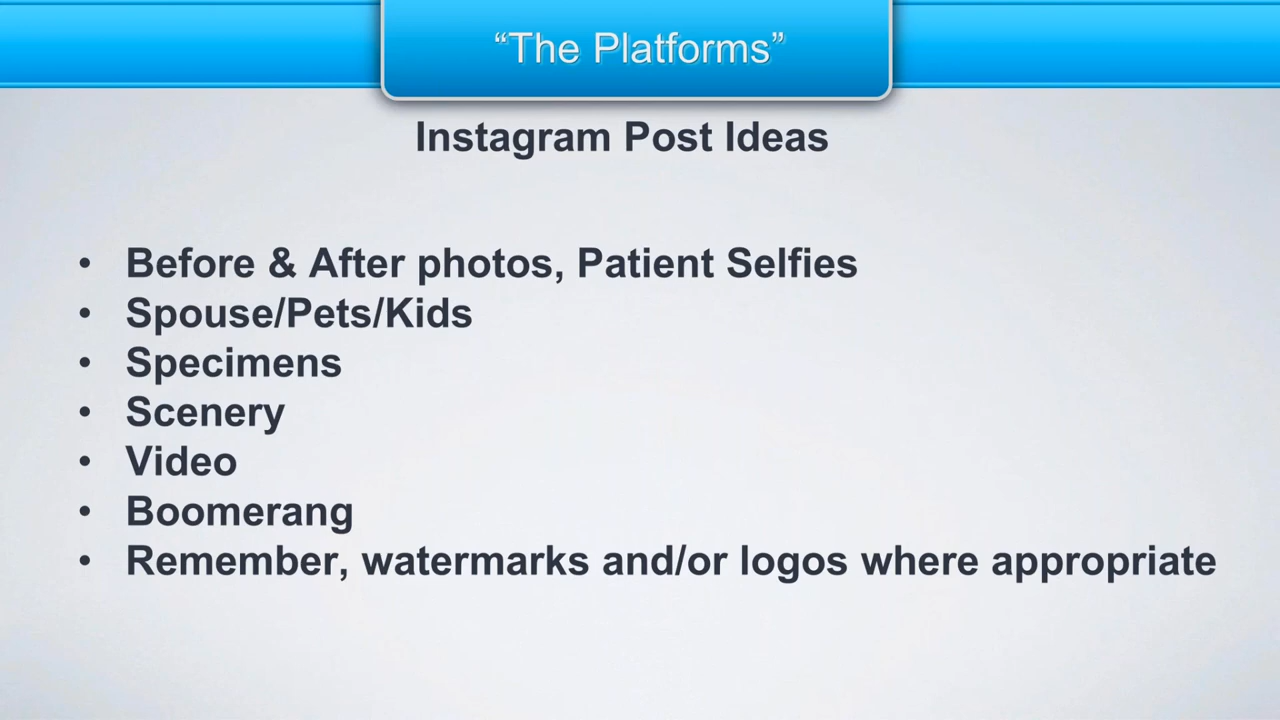 “The Platforms”
Instagram Post Ideas
• Before & After photos, Patient Selfies
• Spouse/Pets/Kids
• Specimens
• Scenery
• Video
• Boomerang
• Remember, watermarks and/or logos where appropriate